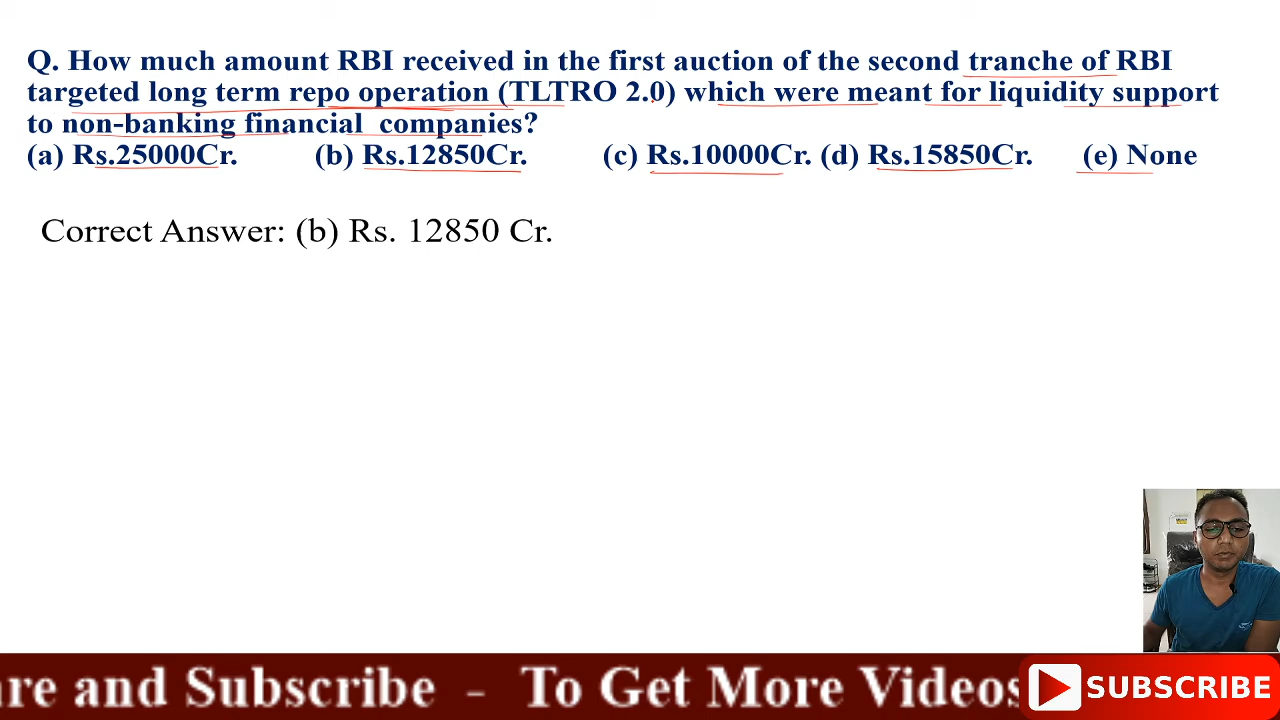 Q. How much amount RBI received in the first auction of the second tranche of RBI
targeted long term repo operation (TLTRO 2.0) which were meant for liquidity support
to non-banking financial companies?
(a) Rs.25000Cr. (b) Rs.12850Cr. (c) Rs.10000Cr. (d) Rs.15850Cr. (e) None
Correct Answer: (b) Rs. 12850 Cr.
are and Subscribe - To Get More Videos
SUBSCRIBE